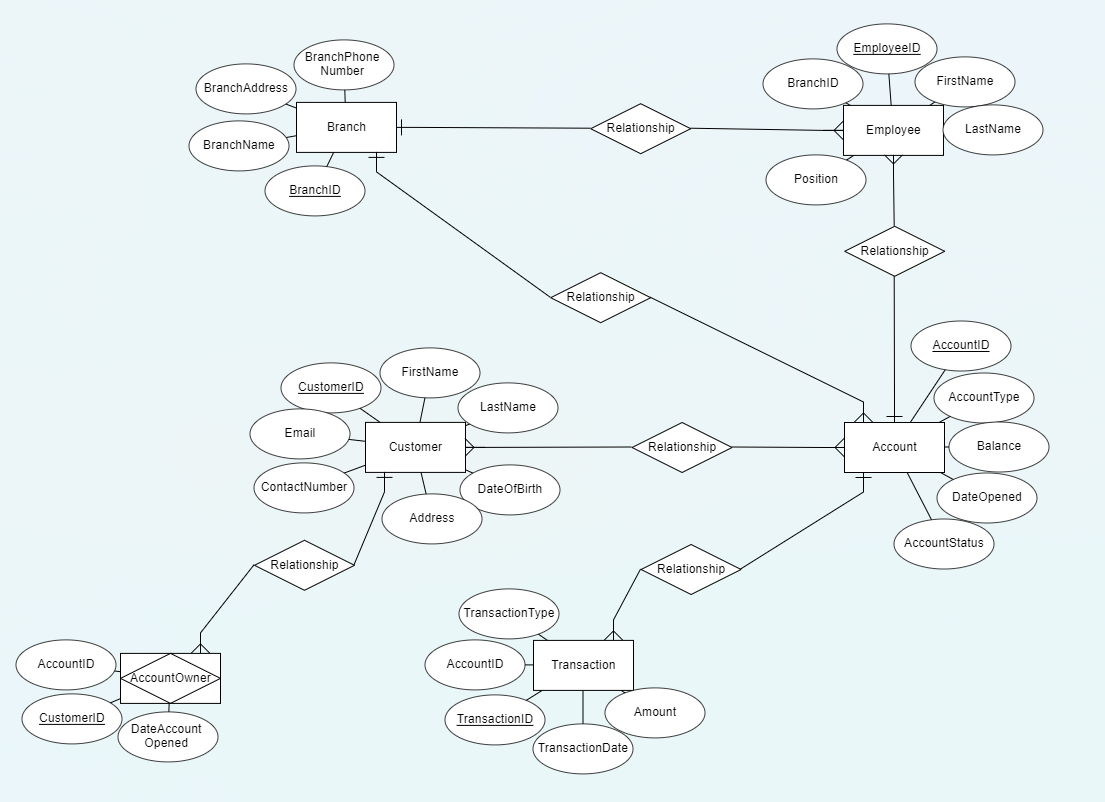 BranchPhone
Number
BranchAddress
Branch
BranchName
BranchID
Relationship
EmployeeID
BranchID
FirstName
Employee
LastName
Position
Relationship
Relationship
AccountID
AccountType
Account
Balance
DateOpened
AccountStatus
FirstName
CustomerID
LastName
Email
Customer
ContactNumber
DateOfBirth
Address
Relationship
Relationship
Relationship
TransactionType
AccountID
Transaction
TransactionID
Amount
TransactionDate
AccountID
AccountOwner
CustomerID
DateAccount
Opened